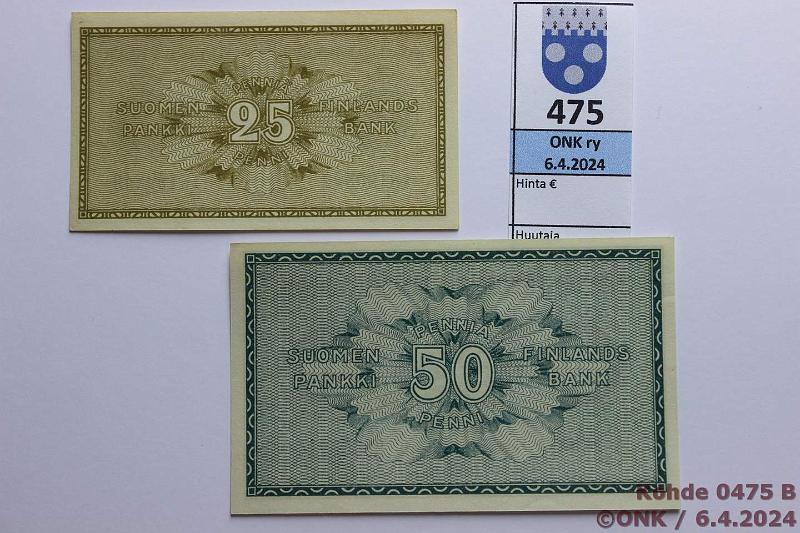 PENNIÄ
SUOMEN FINLANDS
25
PANKKI BANK
PENNI
475
ONK ry
6.4.2024
Hinta €
Huutaja
PENNIÄ
SUOMEN FINLANDS
50
PANKKI BANK
PENNI
Kohde 0475 B
©ONK / 6.4.2024